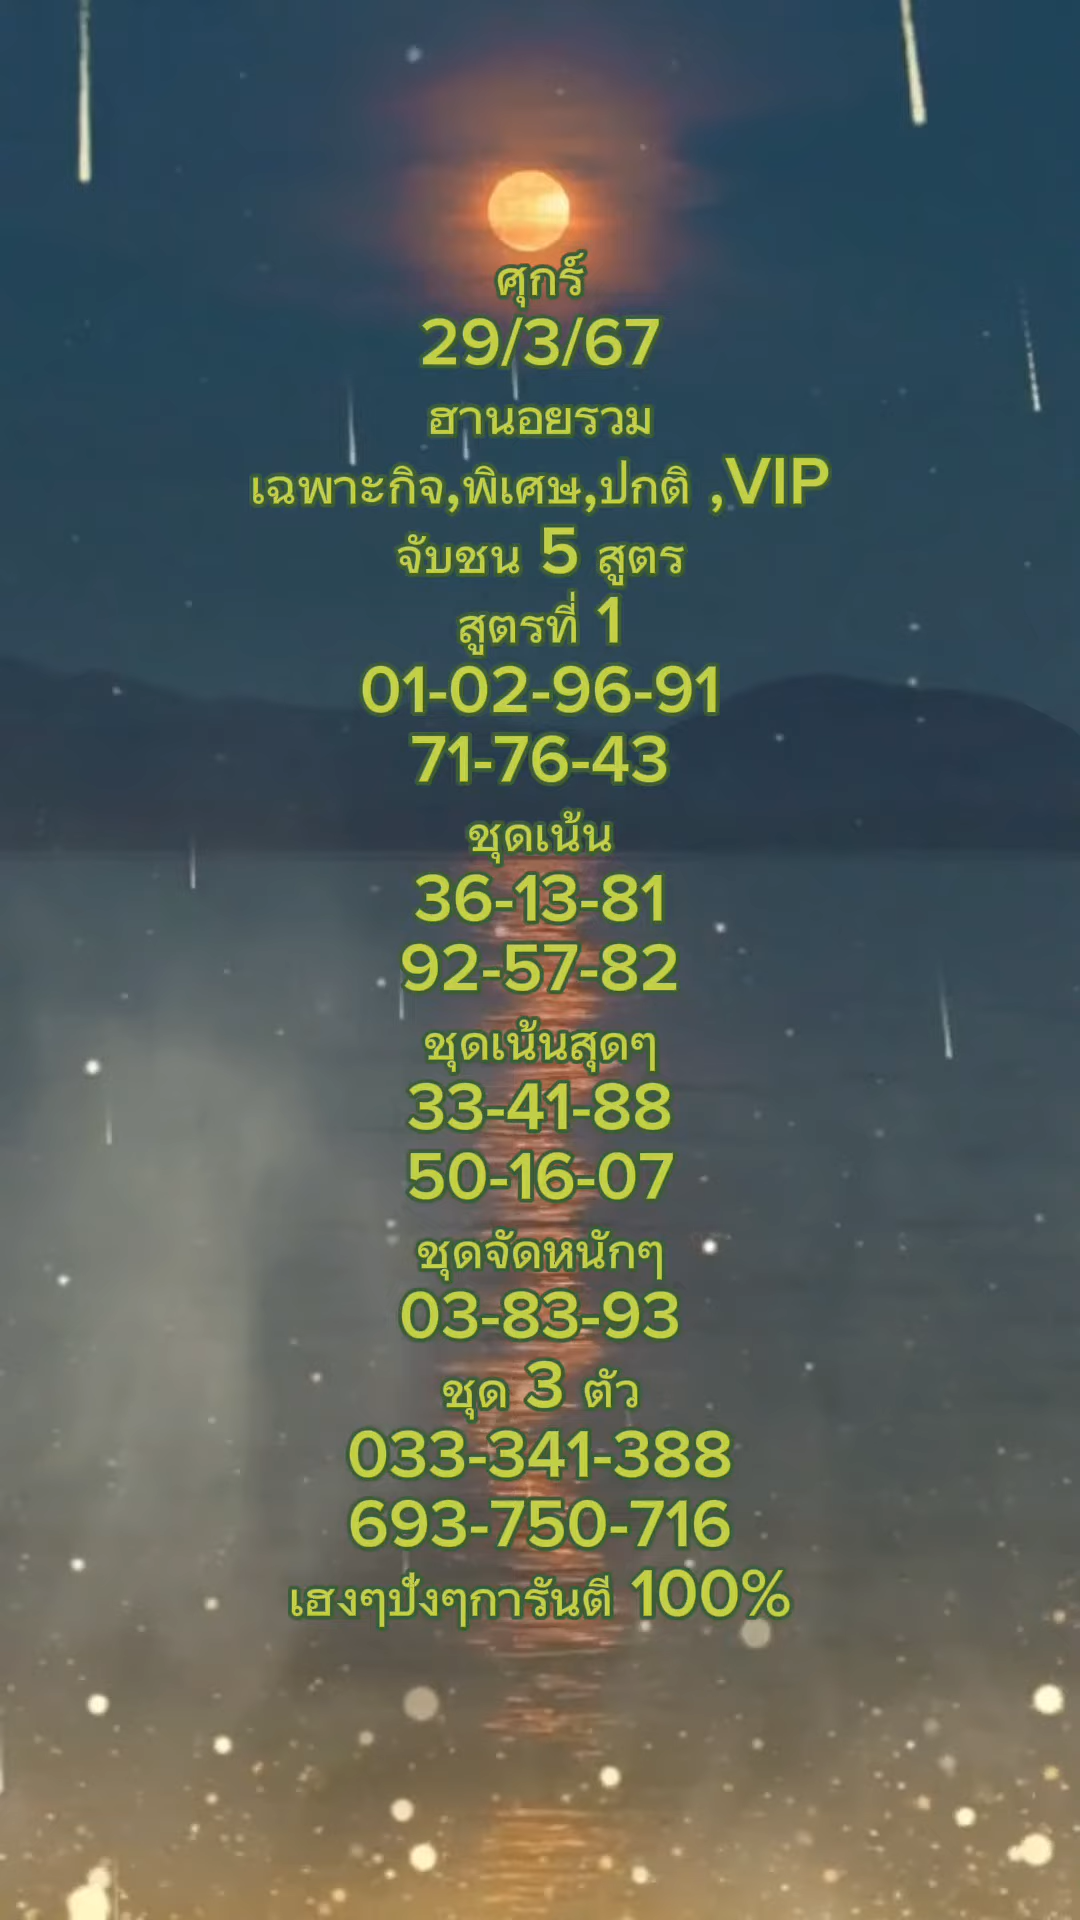 ศุกร์
29/3/67
ฮานอยรวม
เฉพาะกิจ,พิเศษ,ปกติ ,VIP
จับชน 5 สูตร
สูตรที่ 1
01-02-96-91
71-76-43
ชุดเน้น
36-13-81
92-57-82
ชุดเน้นสุดๆ
33-41-88
50-16-07
ชุดจัดหนักๆ
03-83-93
ชุด 3 ตัว
033-341-388
693-750-716
เฮงๆปังๆการันตี 100%